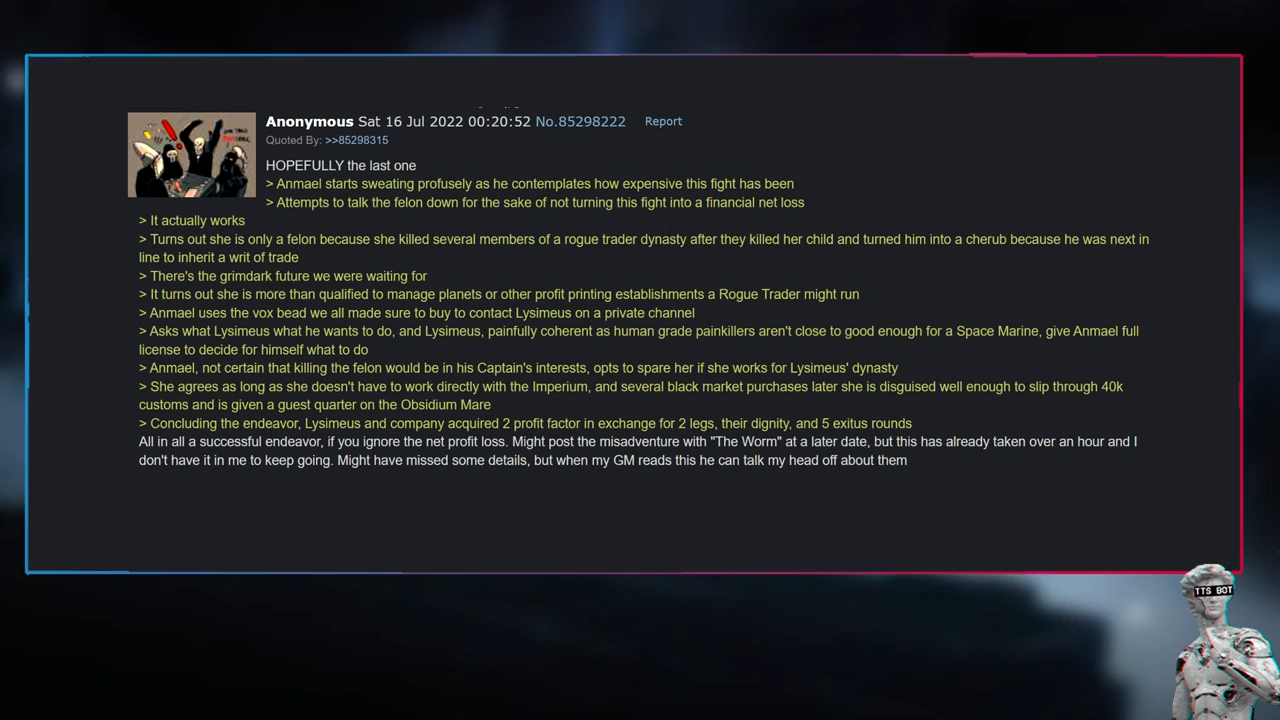 Anonymous Sat 16 Jul 2022 00:20:52 No.85298222 Report
Quoted By: >>85298315
HOPEFULLY the last one
> Anmael starts sweating profusely as he contemplates how expensive this fight has been
> Attempts to talk the felon down for the sake of not turning this fight into a financial net loss
> It actually works
> Turns out she is only a felon because she killed several members of a rogue trader dynasty after they killed her child and turned him into a cherub because he was next in
line to inherit a writ of trade
> There's the grimdark future we were waiting for
> It turns out she is more than qualified to manage planets or other profit printing establishments a Rogue Trader might run
> Anmael uses the vox bead we all made sure to buy to contact Lysimeus on a private channel
> Asks what Lysimeus what he wants to do, and Lysimeus, painfully coherent as human grade painkillers aren't close to good enough for a Space Marine, give Anmael full
license to decide for himself what to do
> Anmael, not certain that killing the felon would be in his Captain's interests, opts to spare her if she works for Lysimeus' dynasty
> She agrees as long as she doesn't have to work directly with the Imperium, and several black market purchases later she is disguised well enough to slip through 40k
customs and is given a guest quarter on the Obsidium Mare
> Concluding the endeavor, Lysimeus and company acquired 2 profit factor in exchange for 2 legs, their dignity, and 5 exitus rounds
All in all a successful endeavor, if you ignore the net profit loss. Might post the misadventure with "The Worm" at a later date, but this has already taken over an hour and I
don't have it in me to keep going. Might have missed some details, but when my GM reads this he can talk my head off about them
TTS BOT